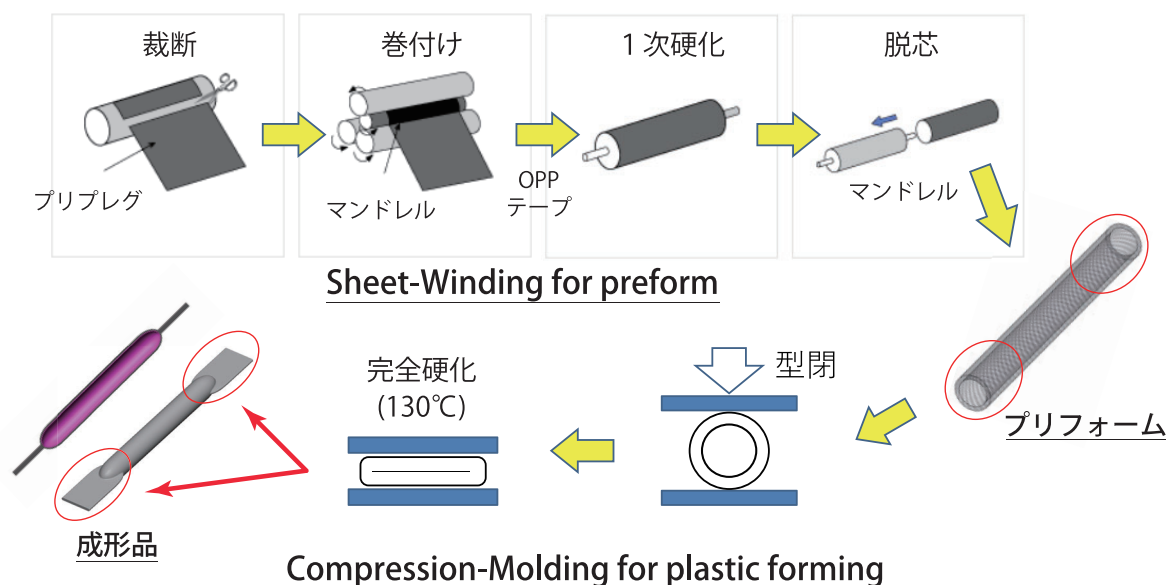 裁断
巻付け
1次硬化
脱芯
プリプレグ
マンドレル
OPP
テープ
マンドレル
Sheet-Winding for preform
プリフォーム
型閉
完全硬化
(130℃)
成形品
Compression-Molding for plastic forming